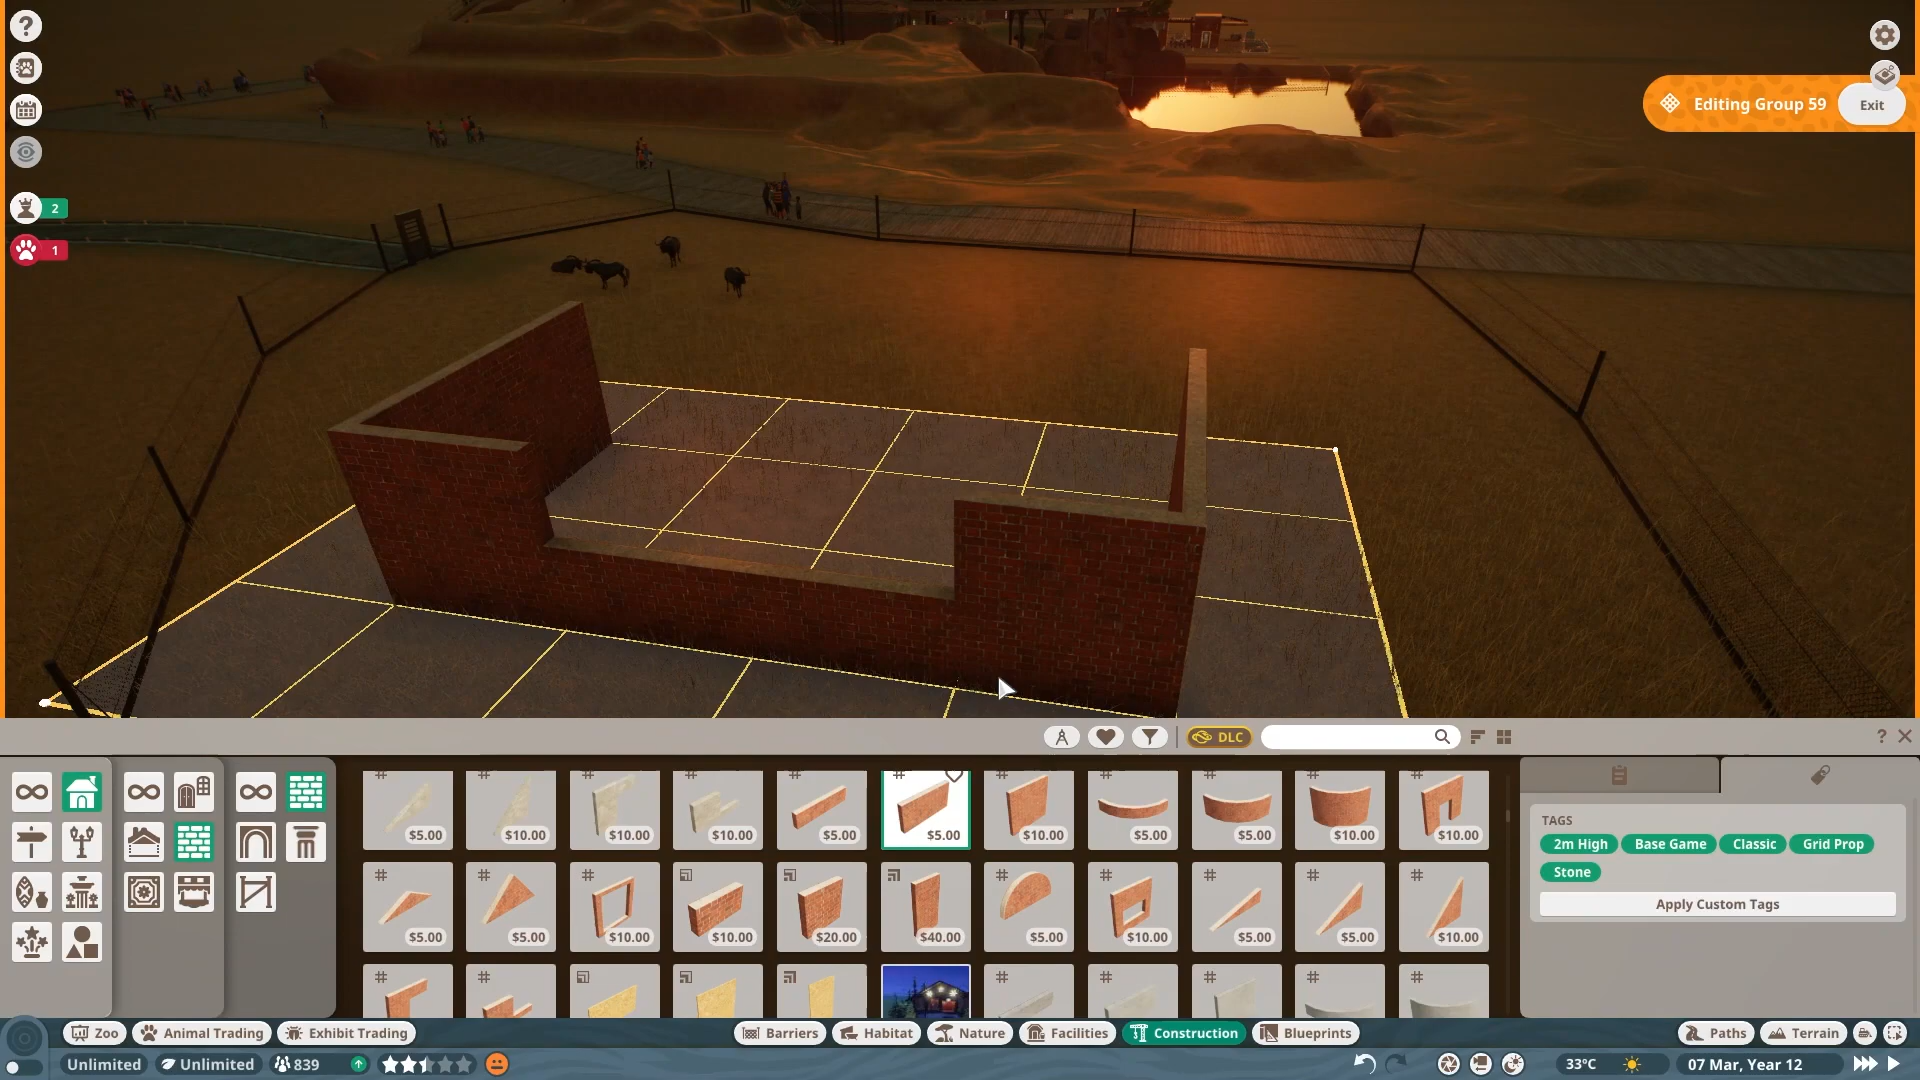 ?
Editing Group 59
Exit
2
1
DLC
?
$5.00
$10.00
$10.00
$10.00
$5.00
$5.00
$10.00
$5.00
$5.00
$10.00
$10.00
$5.00
$5.00
$10.00
$10.00
$20.00
$40.00
$5.00
$10.00
$5.00
$5.00
$10.00
TAGS
2m High
Base Game
Classic
Grid Prop
Stone
Apply Custom Tags
Zoo
Animal Trading
Exhibit Trading
Barriers
Habitat
Nature
Facilities
Construction
Blueprints
Paths
Terrain
Unlimited
Unlimited
839
33°C
07 Mar, Year 12